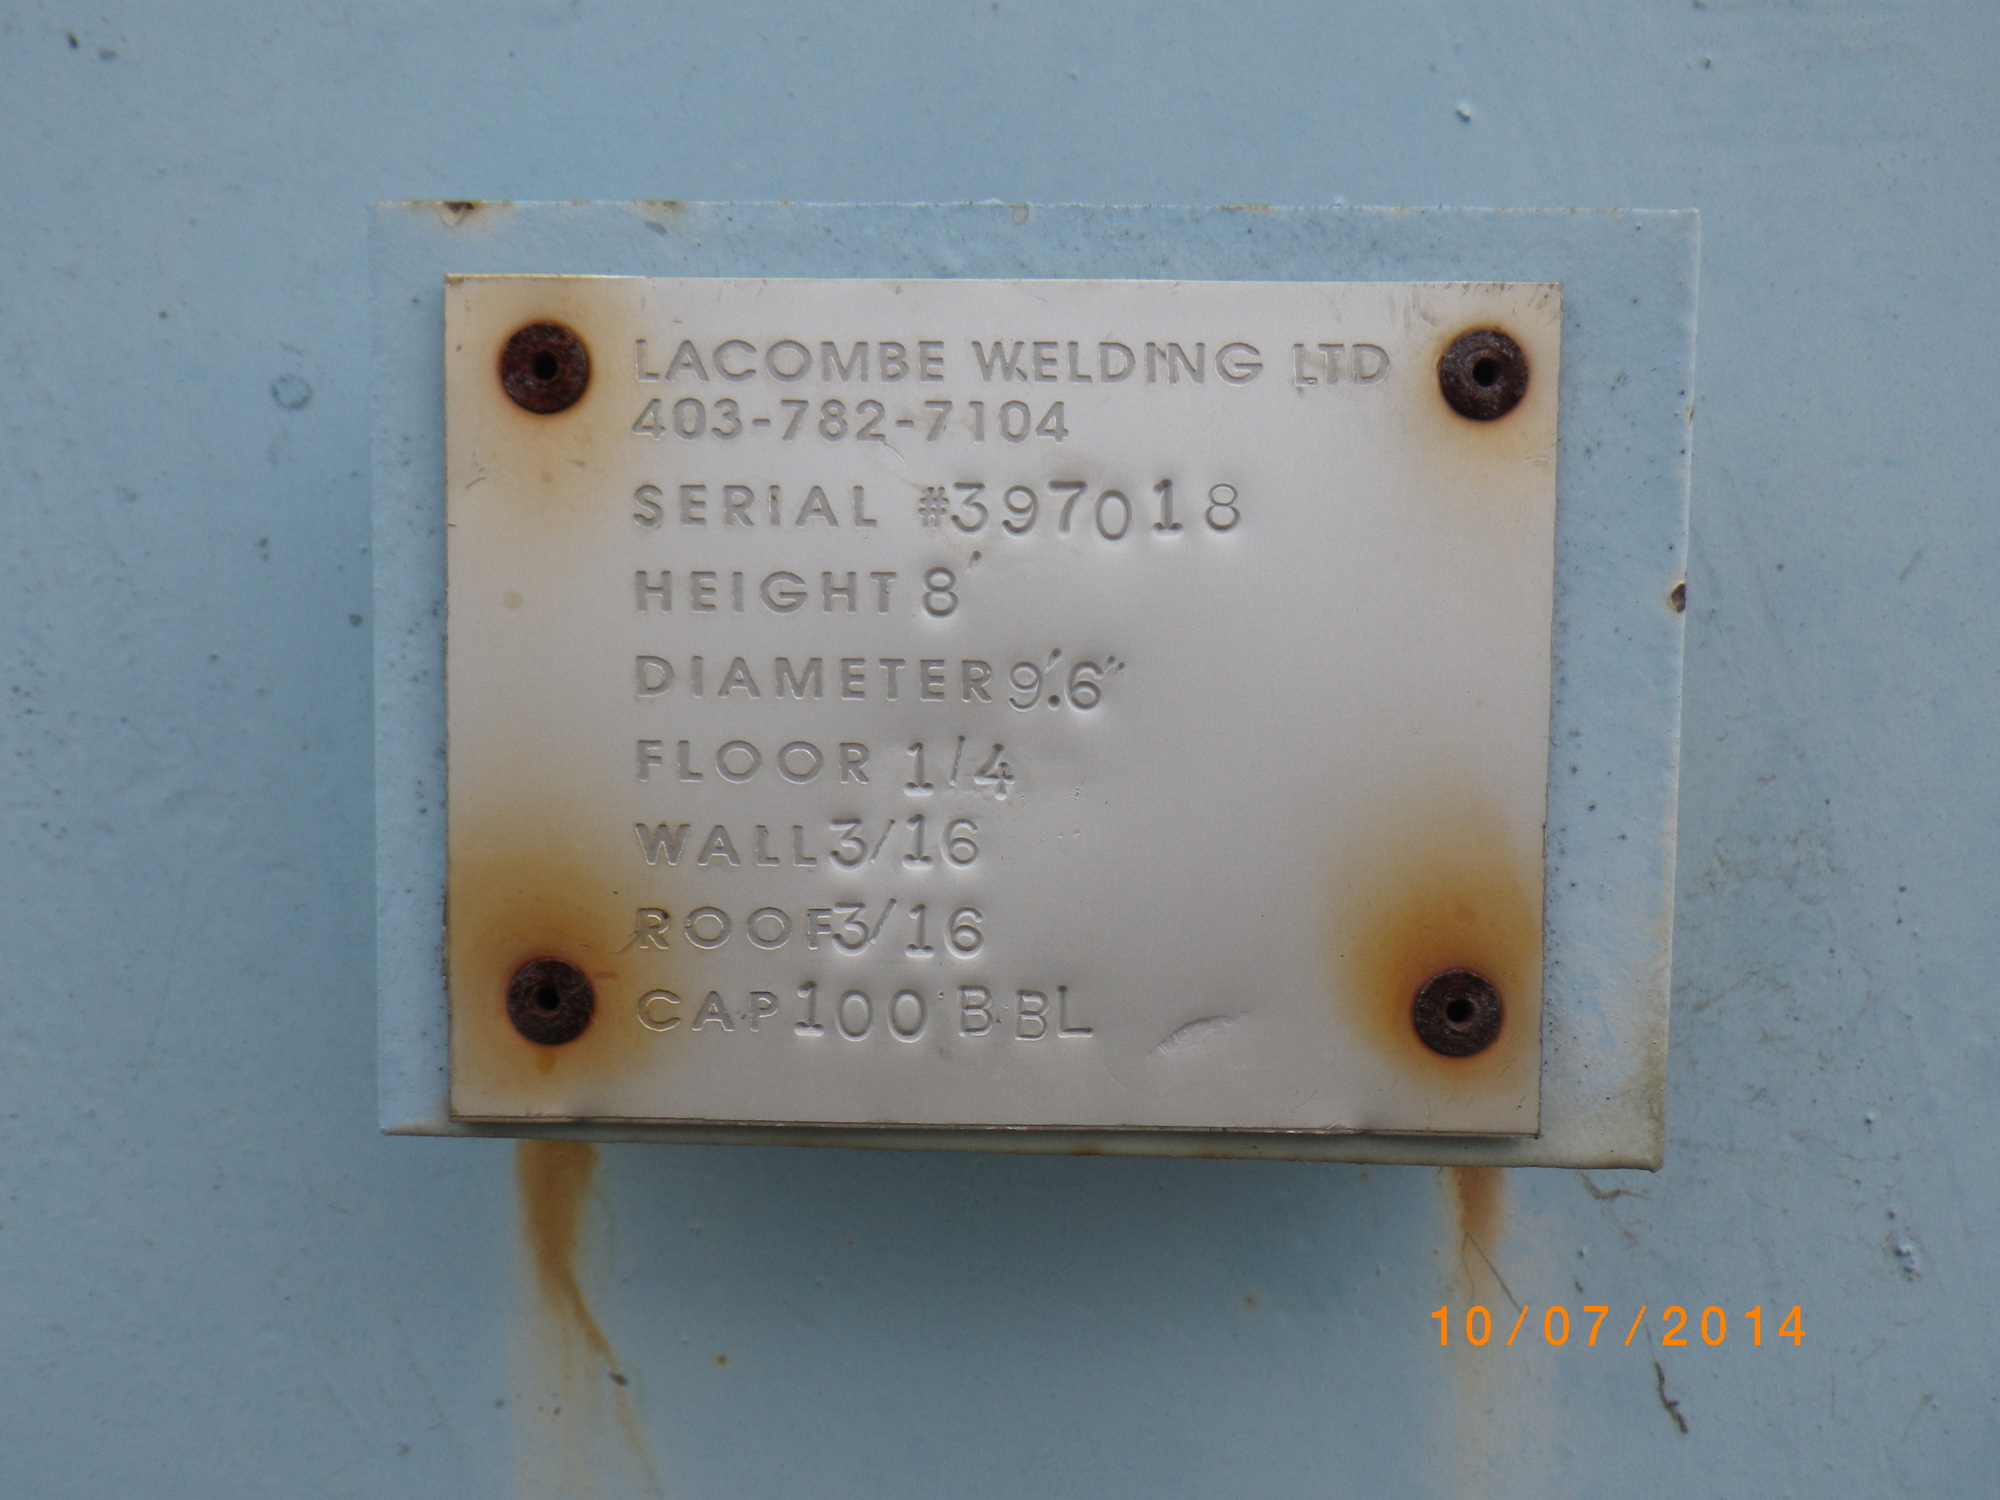 LACOMBE WELDING LTD
403-782-7104
SERIAL #397018
HEIGHT 8'
DIAMETER 9'.6"
FLOOR 1/4
WALL 3/16
ROOF 3/16
CAP 100 BBL
10/07/2014